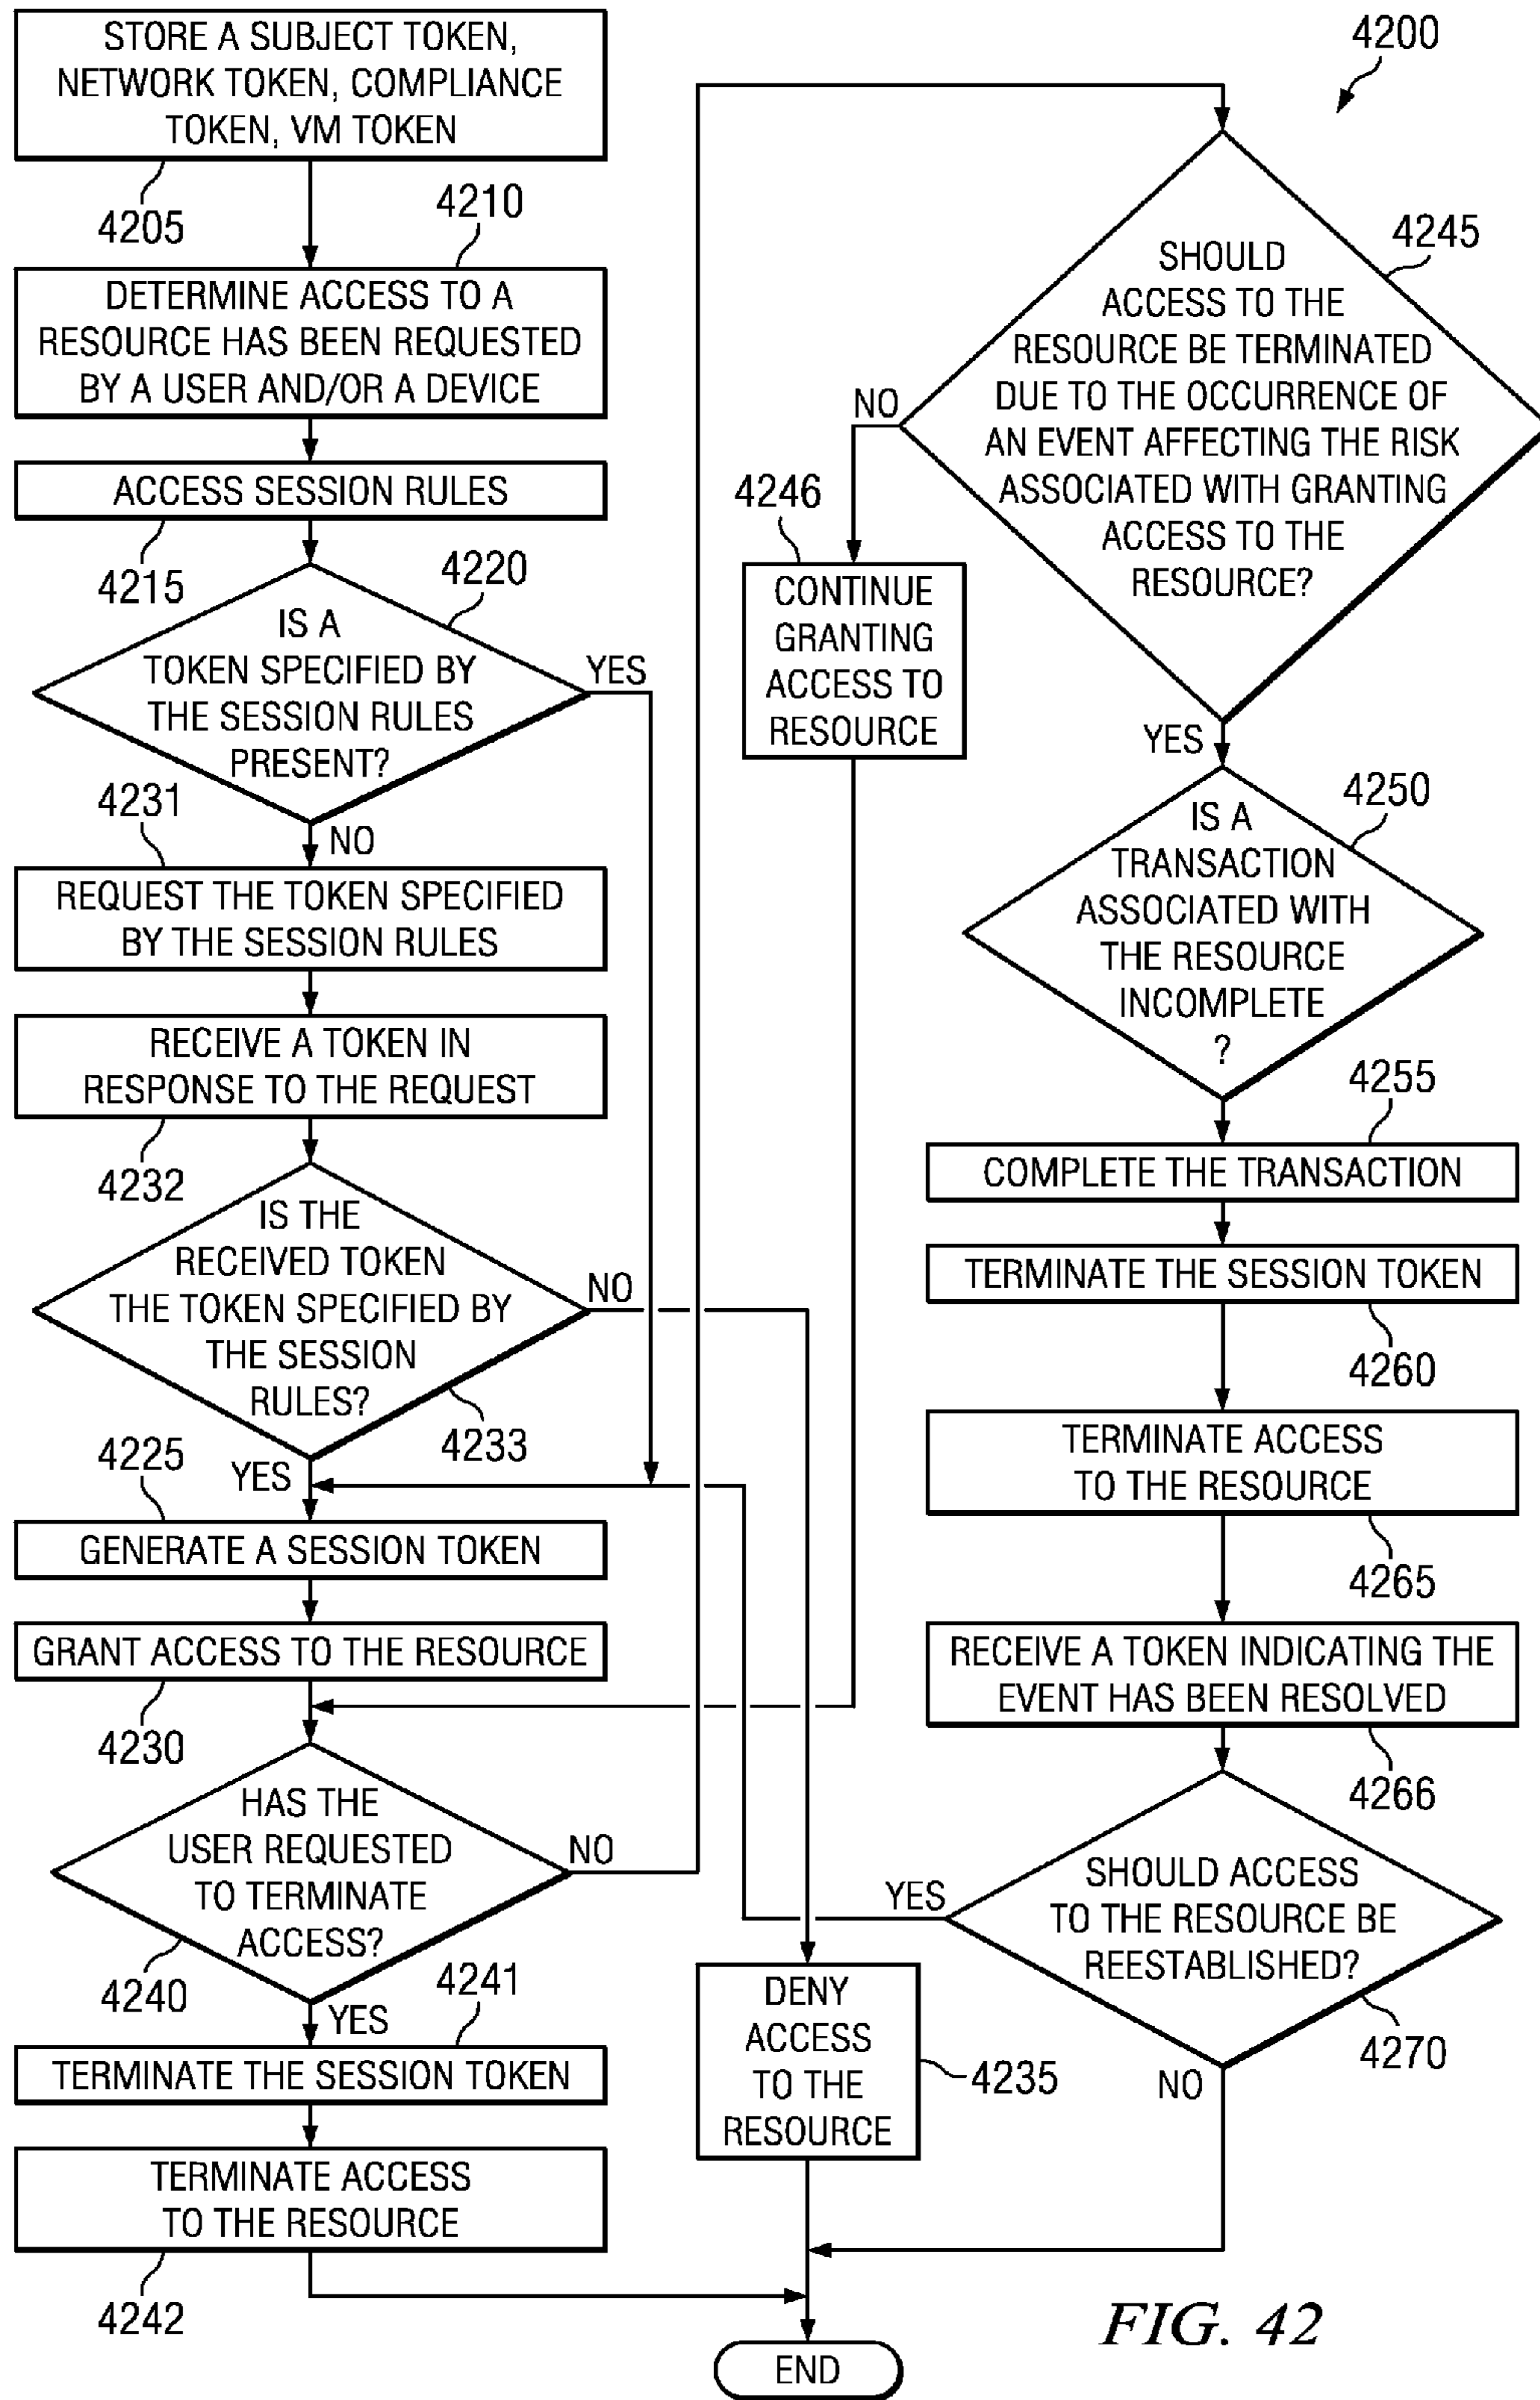 STORE A SUBJECT TOKEN,
NETWORK TOKEN, COMPLIANCE
TOKEN, VM TOKEN
4205
4210
DETERMINE ACCESS TO A
RESOURCE HAS BEEN REQUESTED
BY A USER AND/OR A DEVICE
ACCESS SESSION RULES
4215
4220
IS A
TOKEN SPECIFIED BY
THE SESSION RULES
PRESENT?
YES
4231
NO
REQUEST THE TOKEN SPECIFIED
BY THE SESSION RULES
RECEIVE A TOKEN IN
RESPONSE TO THE REQUEST
4232
IS THE
RECEIVED TOKEN
THE TOKEN SPECIFIED BY
THE SESSION
RULES?
NO
4233
4225
YES
GENERATE A SESSION TOKEN
GRANT ACCESS TO THE RESOURCE
4230
HAS THE
USER REQUESTED
TO TERMINATE
ACCESS?
NO
4240
4241
YES
TERMINATE THE SESSION TOKEN
TERMINATE ACCESS
TO THE RESOURCE
4242
4200
SHOULD
ACCESS TO THE
RESOURCE BE TERMINATED
DUE TO THE OCCURRENCE OF
AN EVENT AFFECTING THE RISK
ASSOCIATED WITH GRANTING
ACCESS TO THE
RESOURCE?
4245
NO
4246
CONTINUE
GRANTING
ACCESS TO
RESOURCE
YES
4250
IS A
TRANSACTION
ASSOCIATED WITH
THE RESOURCE
INCOMPLETE
?
4255
COMPLETE THE TRANSACTION
TERMINATE THE SESSION TOKEN
4260
TERMINATE ACCESS
TO THE RESOURCE
4265
RECEIVE A TOKEN INDICATING THE
EVENT HAS BEEN RESOLVED
4266
SHOULD ACCESS
TO THE RESOURCE BE
REESTABLISHED?
YES
4270
NO
DENY
ACCESS
TO THE
RESOURCE
4235
END
FIG. 42